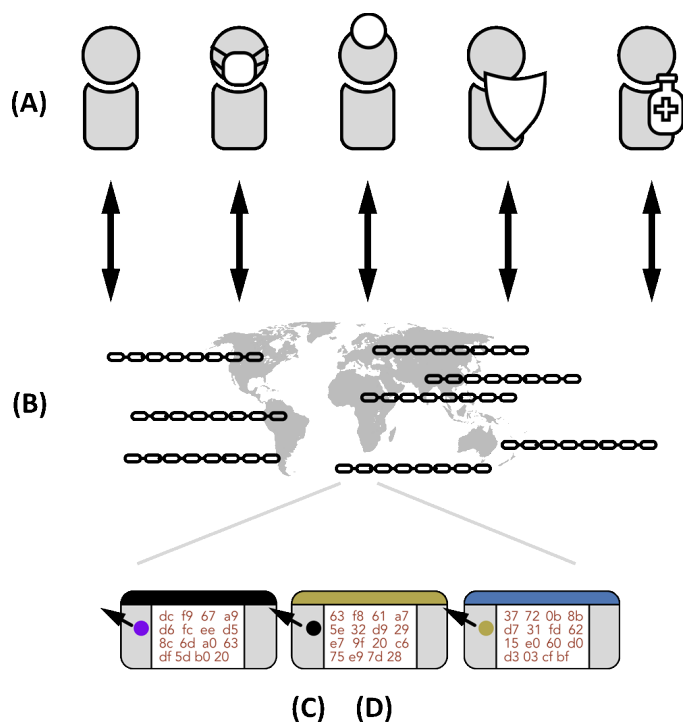 (A)
(B)
dc f9 67 a9
d6 fc ee d5
8c 6d a0 63
df 5d b0 20
63 f8 61 a7
5e 32 d9 29
e7 9f 20 c6
75 e9 7d 28
37 72 0b 8b
d7 31 fd 62
15 e0 60 d0
d3 03 cf bf
(C) (D)